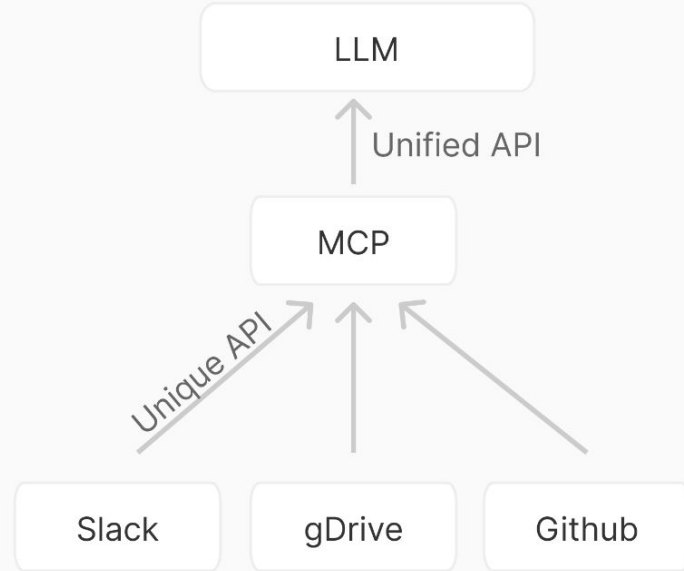 LLM
Unified API
MCP
Unique API
Slack
gDrive
Github